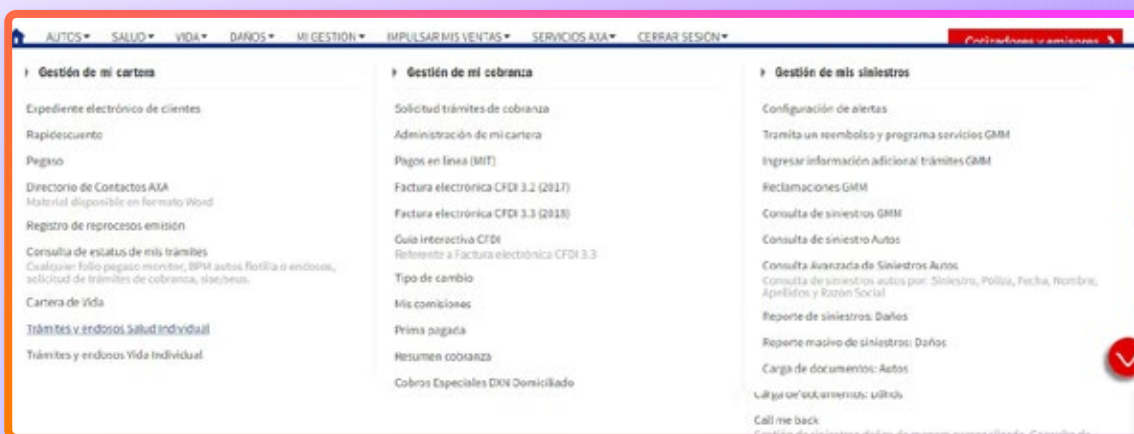 AUTOS
SALUD
VIDA
DAÑOS
MI GESTIÓN
IMPULSAR MIS VENTAS
SERVICIOS AXA
CERRAR SESIÓN
Cotizadores y emisores
Gestión de mi cartera
Expediente electrónico de clientes
Rapidescuento
Pegaso
Directorio de Contactos AXA
Material disponible en formato Word
Registro de reprocesos emisión
Consulta de estatus de mis trámites
Cualquier folio pegaso monitor, BPM autos flotilla o endosos,
solicitud de trámites de cobranza, sise/seus.
Cartera de Vida
Trámites y endosos Salud Individual
Trámites y endosos Vida Individual
Gestión de mi cobranza
Solicitud trámites de cobranza
Administración de mi cartera
Pagos en línea (MIT)
Factura electrónica CFDI 3.2 (2017)
Factura electrónica CFDI 3.3 (2018)
Guía interactiva CFDI
Referente a Factura electrónica CFDI 3.3
Tipo de cambio
Mis comisiones
Prima pagada
Resumen cobranza
Cobros Especiales DXN Domiciliado
Gestión de mis siniestros
Configuración de alertas
Tramita un reembolso y programa servicios GMM
Ingresar información adicional trámites GMM
Reclamaciones GMM
Consulta de siniestros GMM
Consulta de siniestro Autos
Consulta Avanzada de Siniestros Autos
Consulta de siniestros autos por: Siniestro, Póliza, Fecha, Nombre,
Apellidos y Razón Social
Reporte de siniestros: Daños
Reporte masivo de siniestros: Daños
Carga de documentos: Autos
Carga de documentos: Daños
Call me back